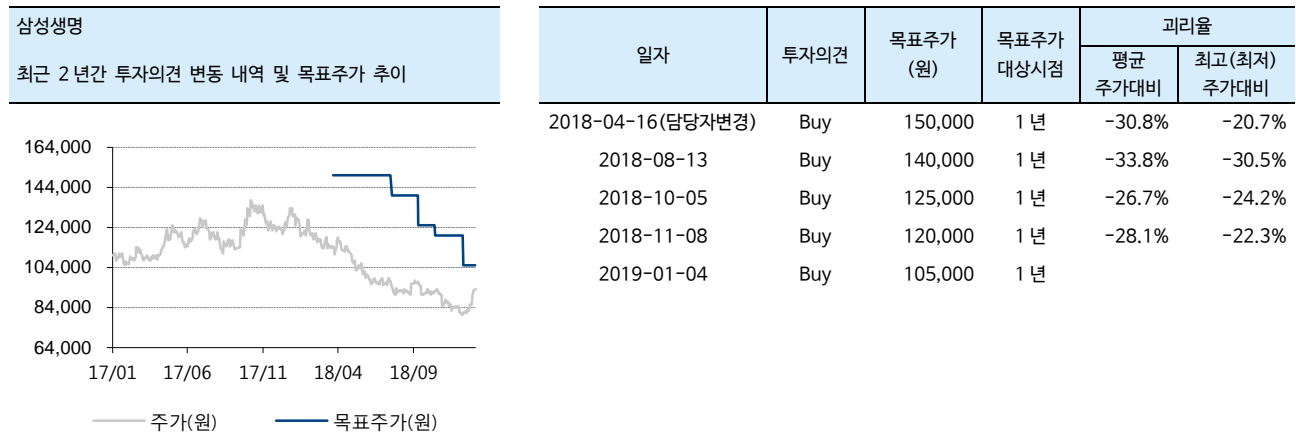 삼성생명
최근 2년간 투자의견 변동 내역 및 목표주가 추이
164,000
144,000
124,000
104,000
84,000
64,000
17/01 17/06 17/11 18/04 18/09
주가(원) 목표주가(원)
일자 투자의견 목표주가 (원) 목표주가 대상시점 괴리율
평균 주가대비 최고(최저) 주가대비
2018-04-16(담당자변경) Buy 150,000 1년 -30.8% -20.7%
2018-08-13 Buy 140,000 1년 -33.8% -30.5%
2018-10-05 Buy 125,000 1년 -26.7% -24.2%
2018-11-08 Buy 120,000 1년 -28.1% -22.3%
2019-01-04 Buy 105,000 1년